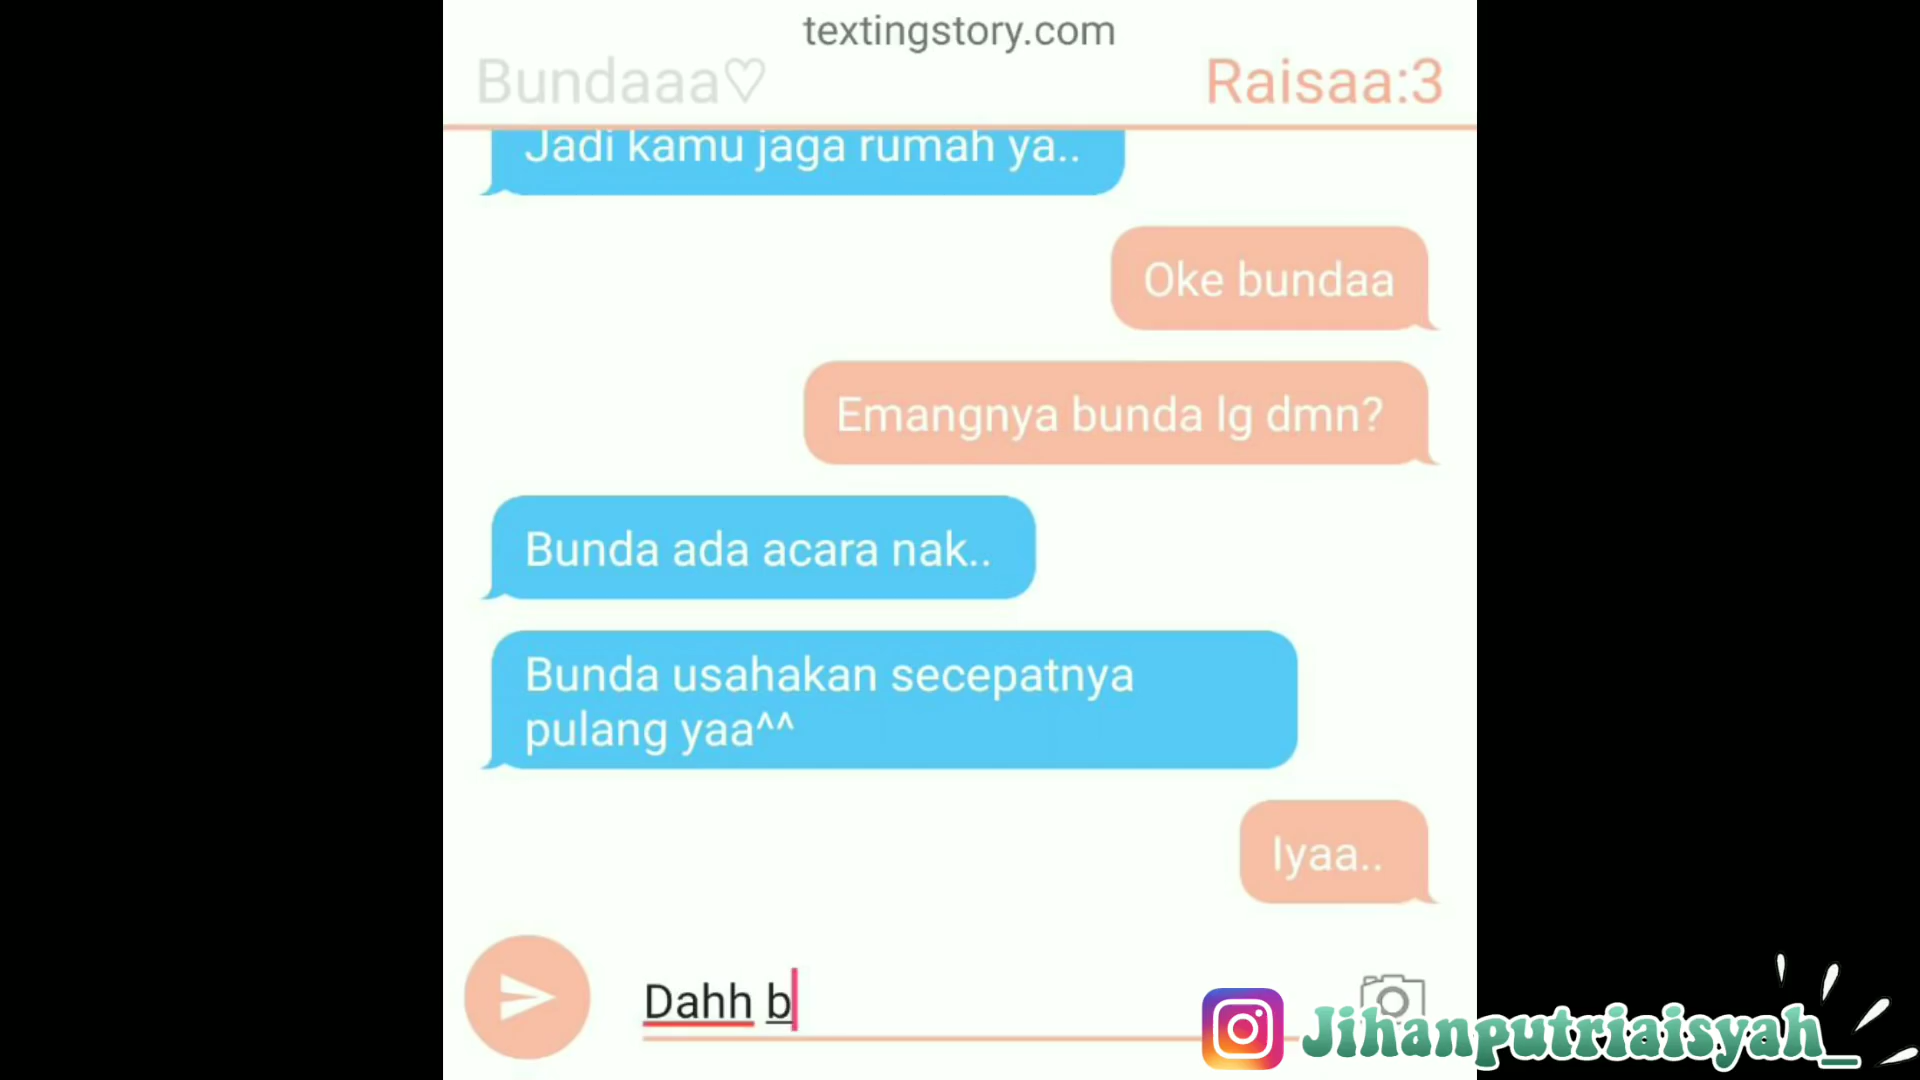 textingstory.com
Bundaaa♡
Raisaa:3
Jadi kamu jaga rumah ya..
Oke bundaa
Emangnya bunda lg dmn?
Bunda ada acara nak..
Bunda usahakan secepatnya
pulang yaa^^
Iyaa..
Dahh b
Jihanputriaisyah_